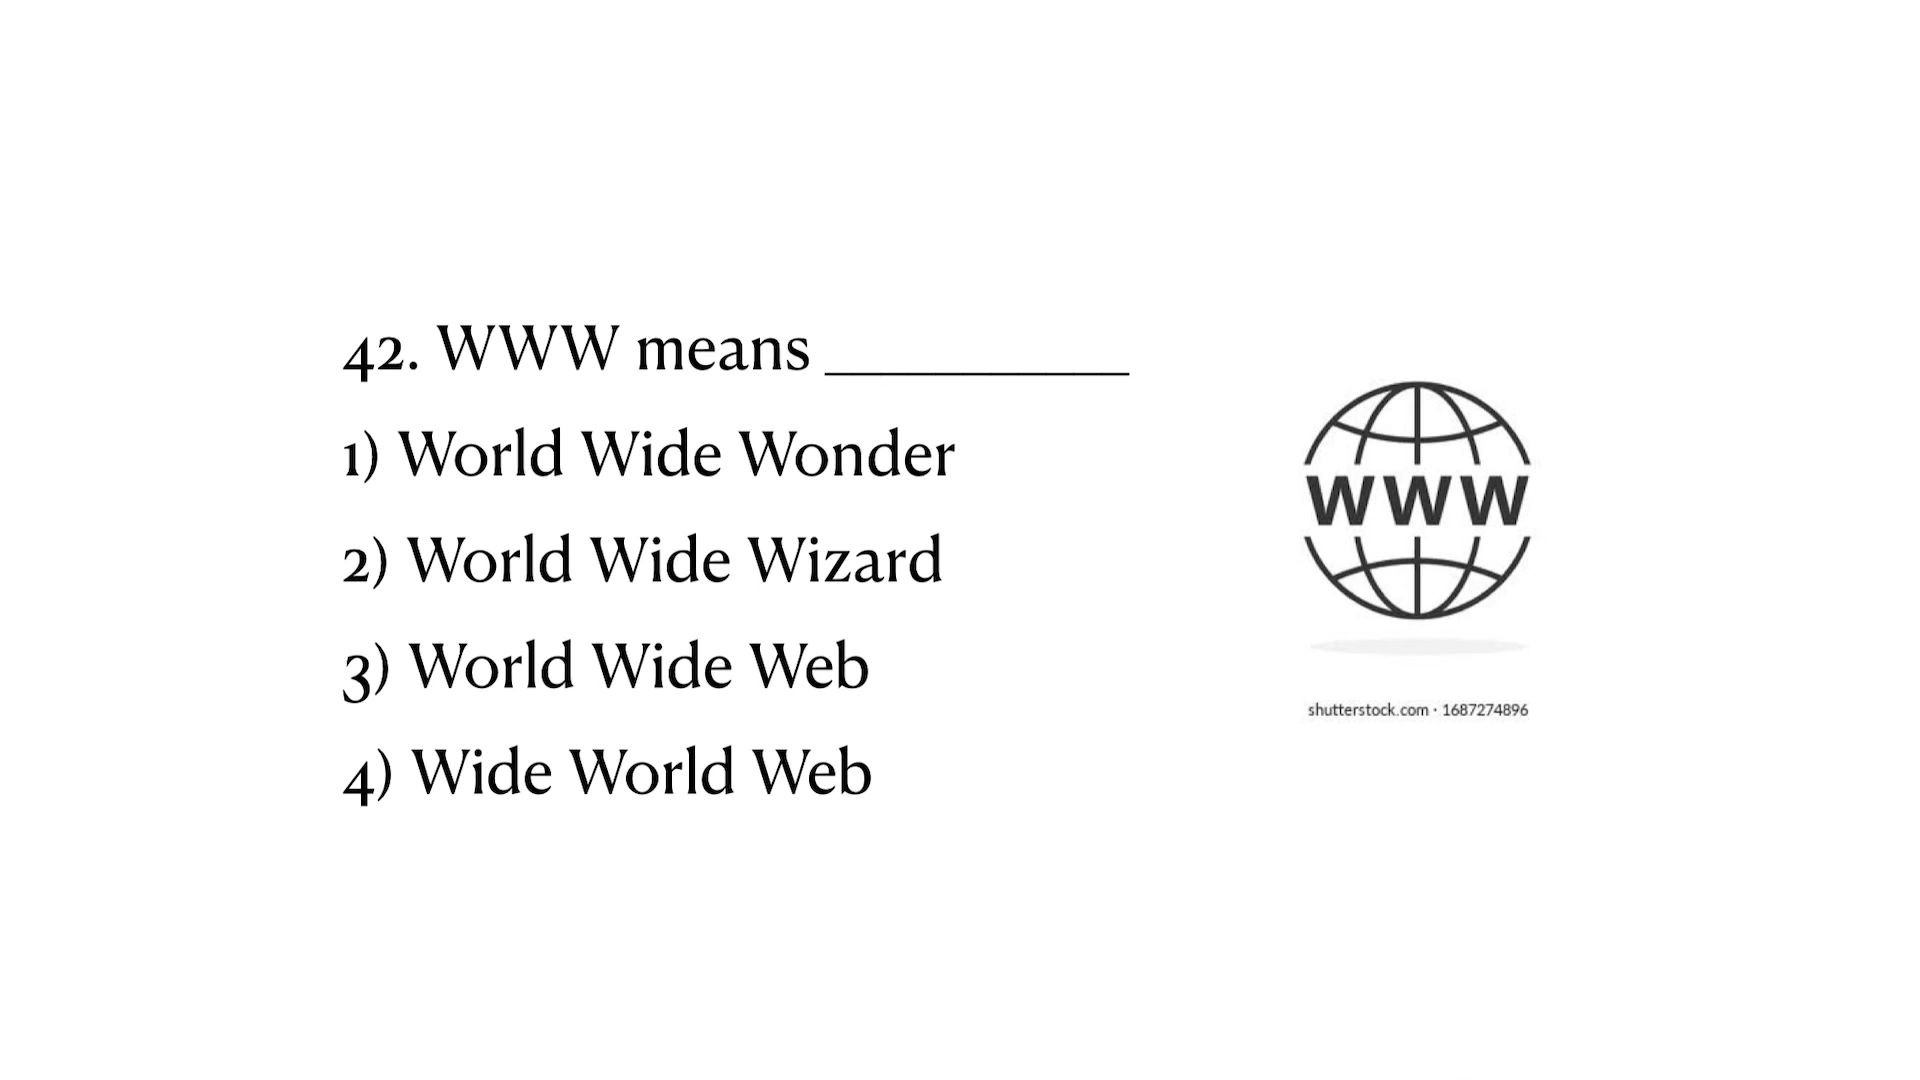 42. WWW means ___________
1) World Wide Wonder
2) World Wide Wizard
3) World Wide Web
4) Wide World Web
WWW
shutterstock.com · 1687274896